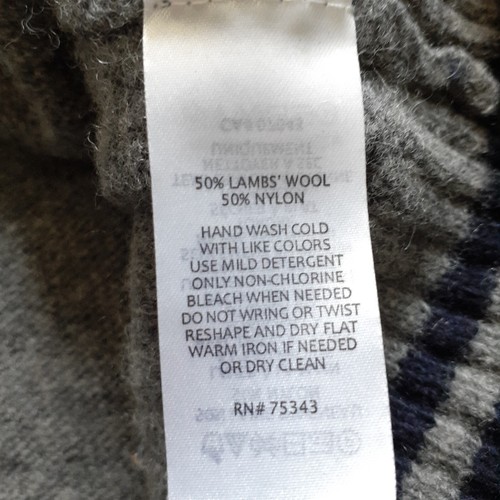 50% LAMBS' WOOL
50% NYLON
HAND WASH COLD
WITH LIKE COLORS
USE MILD DETERGENT
ONLY NON-CHLORINE
BLEACH WHEN NEEDED
DO NOT WRING OR TWIST
RESHAPE AND DRY FLAT
WARM IRON IF NEEDED
OR DRY CLEAN
RN# 75343